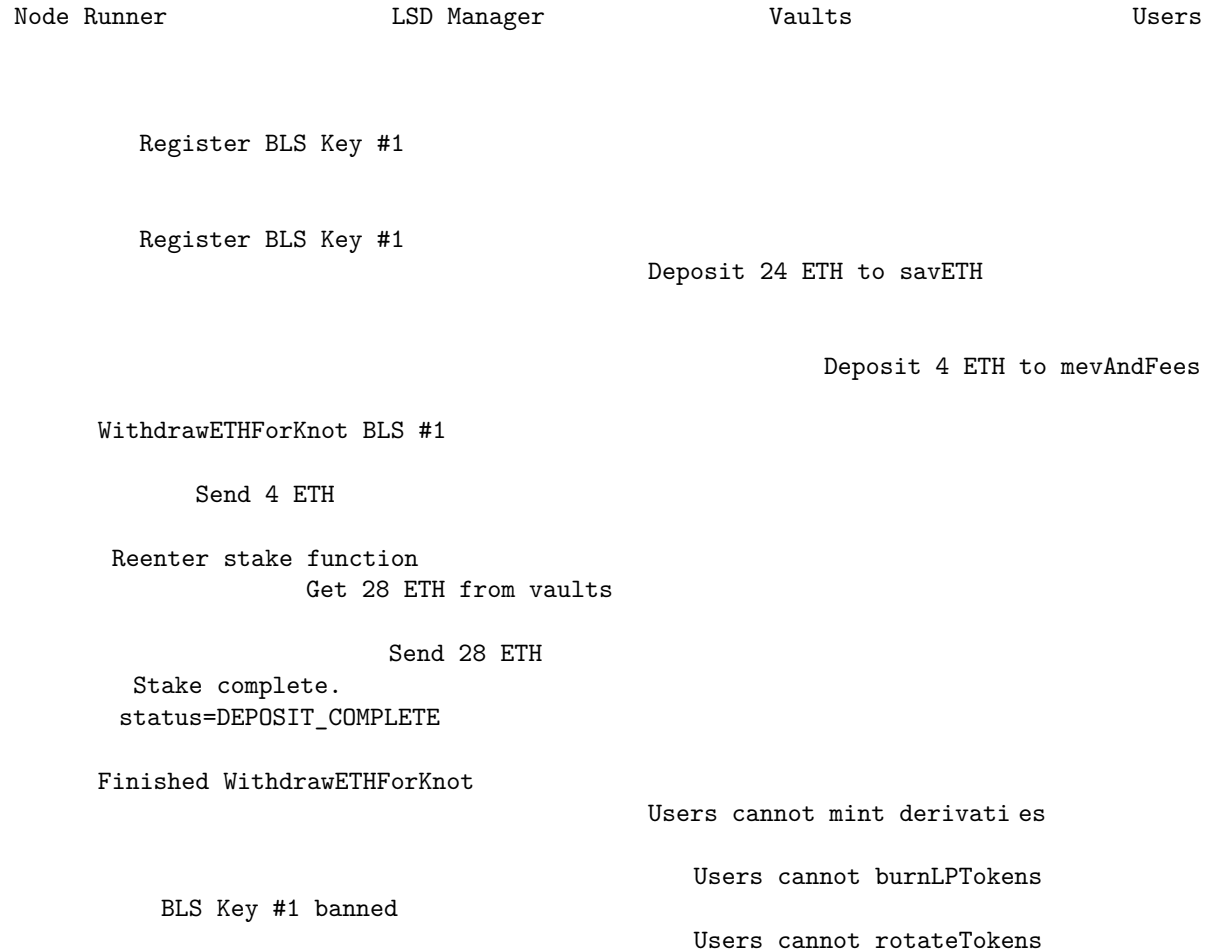 Node Runner LSD Manager Vaults Users
Register BLS Key #1
Register BLS Key #1
Deposit 24 ETH to savETH
Deposit 4 ETH to mevAndFees
WithdrawETHForKnot BLS #1
Send 4 ETH
Reenter stake function
Get 28 ETH from vaults
Send 28 ETH
Stake complete.
status=DEPOSIT_COMPLETE
Finished WithdrawETHForKnot
Users cannot mint derivati es
Users cannot burnLPTokens
BLS Key #1 banned
Users cannot rotateTokens